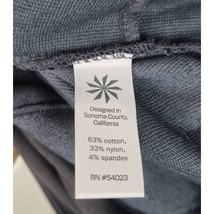 Designed in
Sonoma County,
California
63% cotton,
33% nylon,
4% spandex
RN #54023